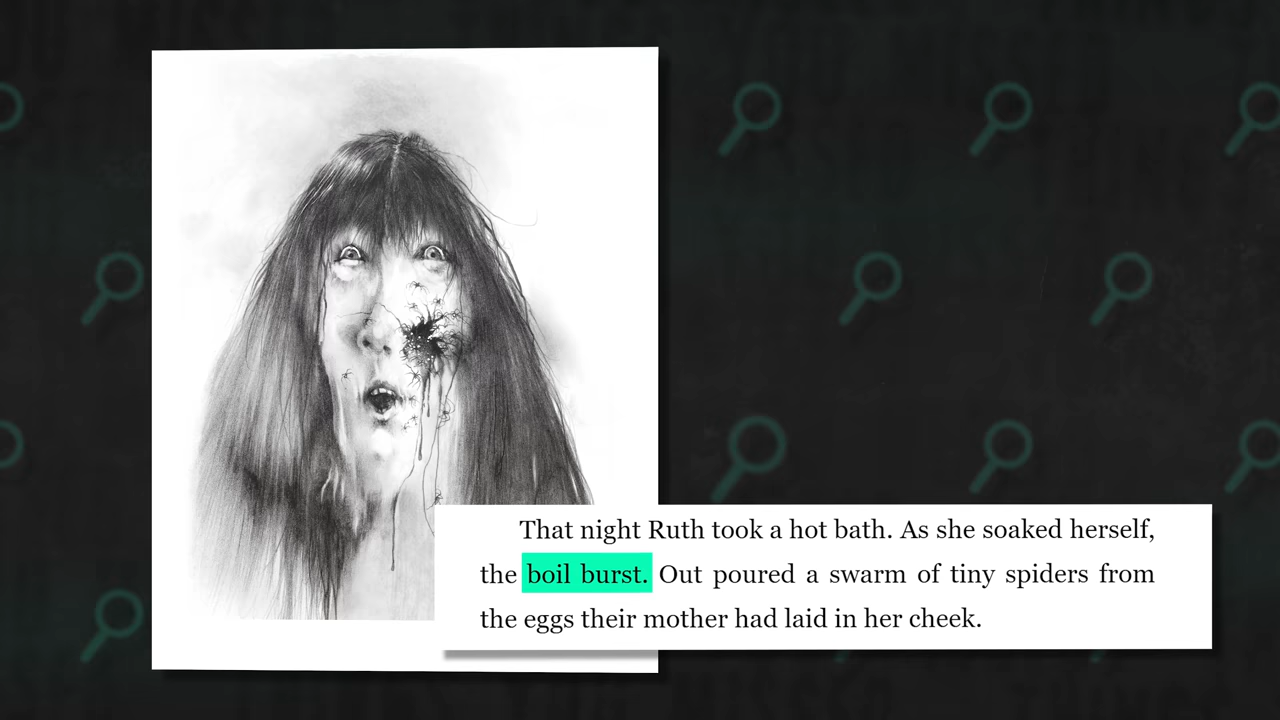 That night Ruth took a hot bath. As she soaked herself,
the boil burst. Out poured a swarm of tiny spiders from
the eggs their mother had laid in her cheek.